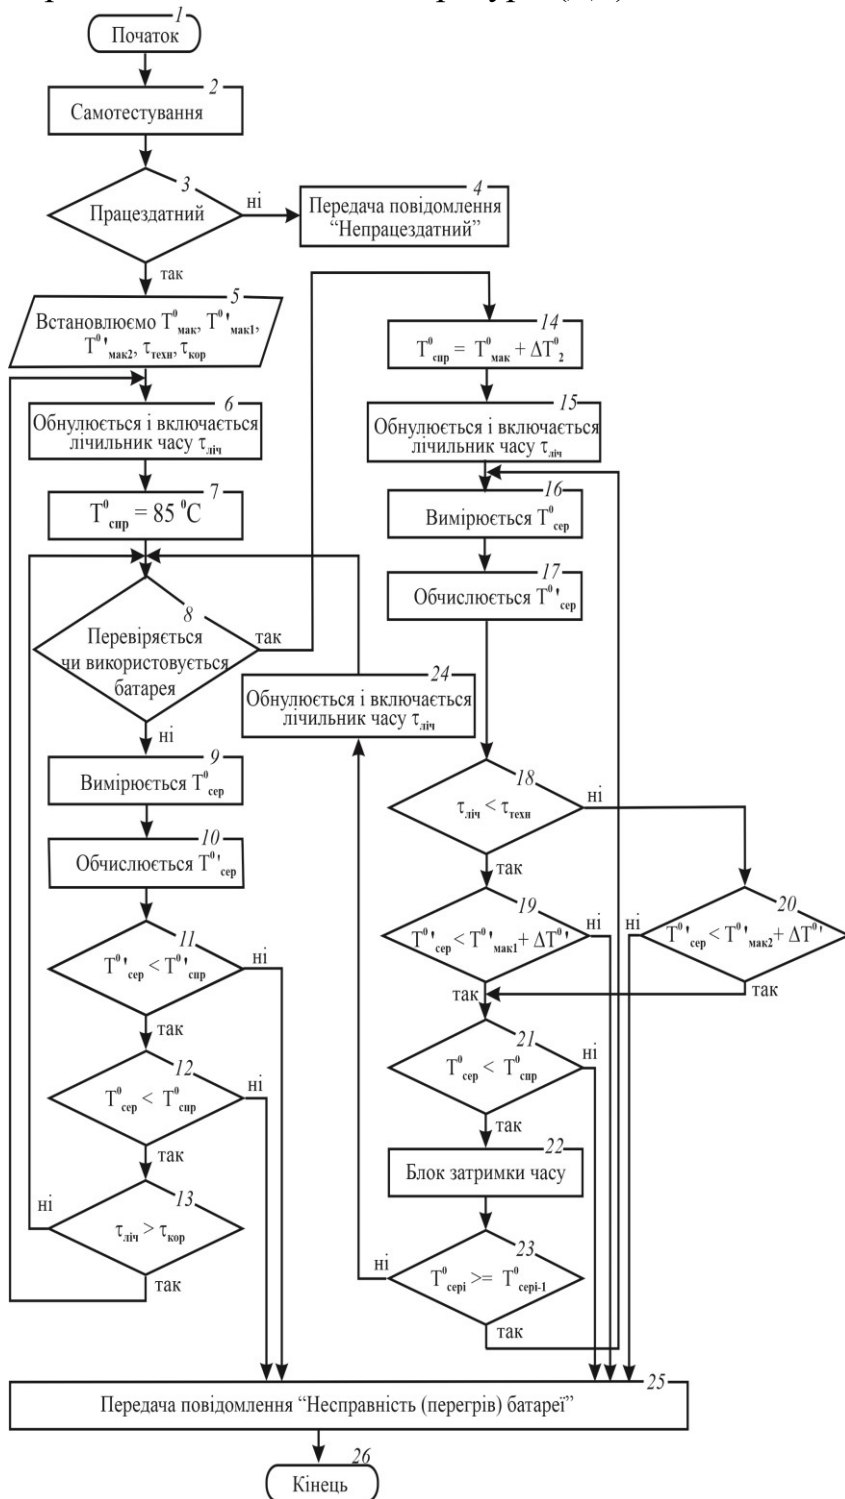 1
Початок
2
Самотестування
3
Працездатний
ні
так
4
Передача повідомлення
“Непрацездатний”
5
Встановлюємо T⁰мак, T⁰'мак1,
T⁰'мак2, τтехн, τкор
6
Обнулюється і включається
лічильник часу τліч
7
T⁰спр = 85 ⁰C
8
Перевіряється
чи використовується
батарея
так
ні
9
Вимірюється T⁰сер
10
Обчислюється T⁰'сер
11
T⁰'сер < T⁰'спр
ні
так
12
T⁰сер < T⁰спр
ні
так
13
ні
τліч > τкор
так
14
T⁰спр = T⁰мак + ΔT⁰2
15
Обнулюється і включається
лічильник часу τліч
16
Вимірюється T⁰сер
17
Обчислюється T⁰'сер
24
Обнулюється і включається
лічильник часу τліч
18
τліч < τтехн
ні
так
19
T⁰'сер < T⁰'мак1 + ΔT⁰'
ні
так
20
ні
T⁰'сер < T⁰'мак2 + ΔT⁰'
так
21
T⁰сер < T⁰спр
ні
так
22
Блок затримки часу
23
ні
T⁰сері >= T⁰сері-1
так
25
Передача повідомлення “Несправність (перегрів) батареї”
26
Кінець